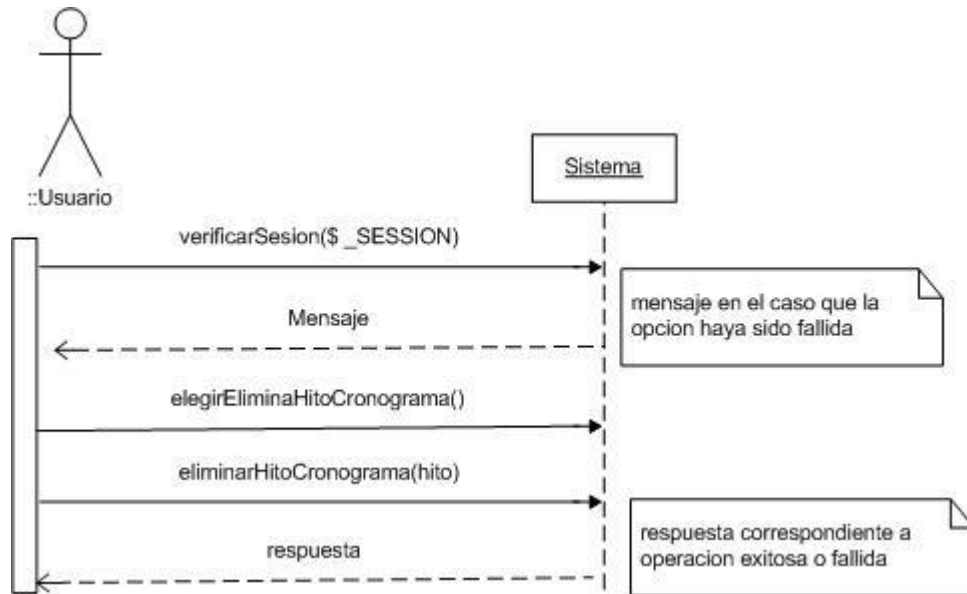 Sistema
::Usuario
verificarSesion($ _SESSION)
mensaje en el caso que la
opcion haya sido fallida
Mensaje
elegirEliminaHitoCronograma()
eliminarHitoCronograma(hito)
respuesta correspondiente a
operacion exitosa o fallida
respuesta